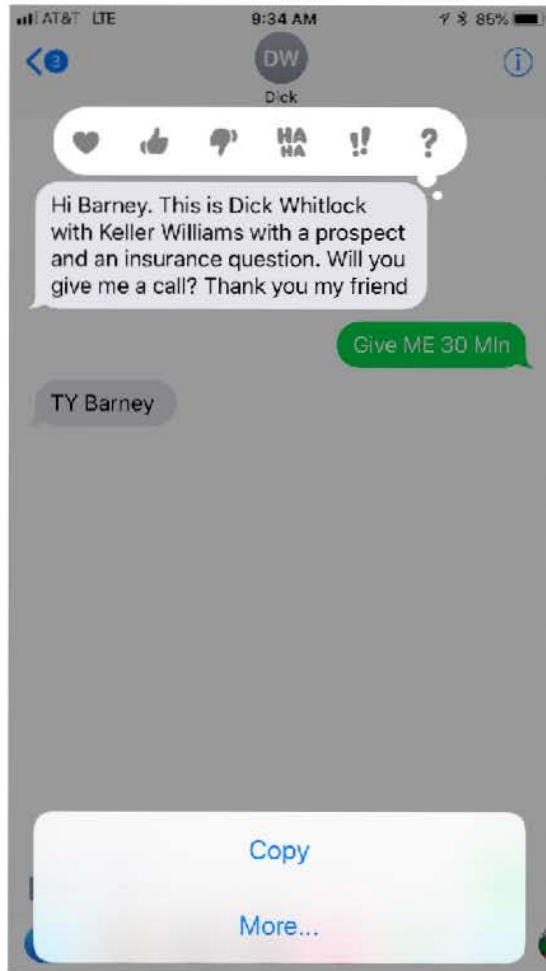 AT&T LTE 9:34 AM 85%
3
DW
Dick
HA
HA
!! ?
Hi Barney. This is Dick Whitlock
with Keller Williams with a prospect
and an insurance question. Will you
give me a call? Thank you my friend
Give ME 30 MIn
TY Barney
Copy
More...